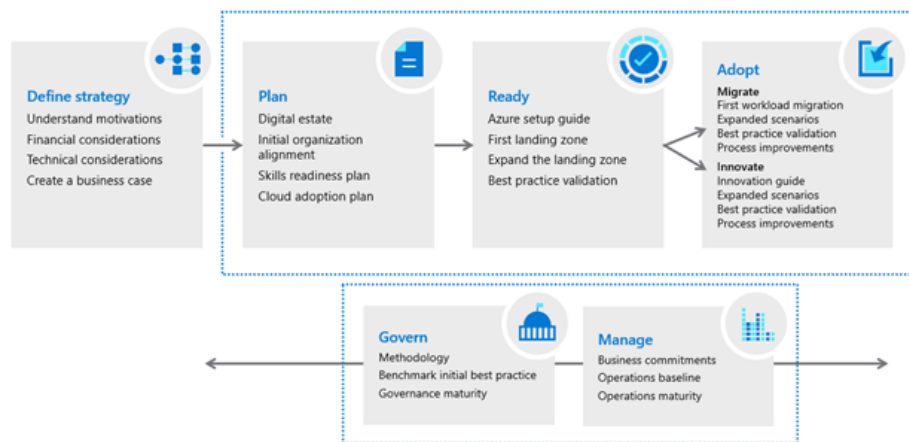 Define strategy
Understand motivations
Financial considerations
Technical considerations
Create a business case
Plan
Digital estate
Initial organization
alignment
Skills readiness plan
Cloud adoption plan
Ready
Azure setup guide
First landing zone
Expand the landing zone
Best practice validation
Adopt
Migrate
First workload migration
Expanded scenarios
Best practice validation
Process improvements
Innovate
Innovation guide
Expanded scenarios
Best practice validation
Process improvements
Govern
Methodology
Benchmark initial best practice
Governance maturity
Manage
Business commitments
Operations baseline
Operations maturity